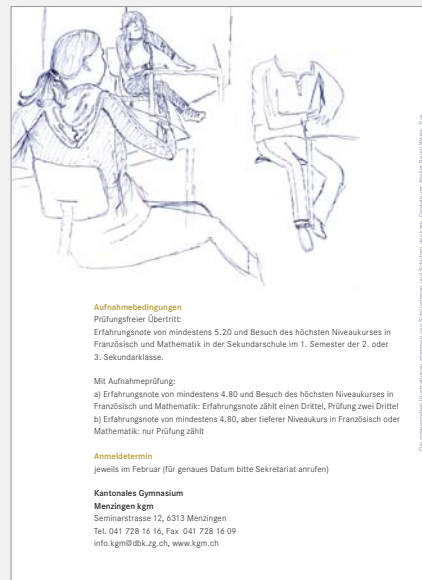 Aufnahmebedingungen
Prüfungsfreier Übertritt:
Erfahrungsnote von mindestens 5.20 und Besuch des höchsten Niveaukurses in
Französisch und Mathematik in der Sekundarschule im 1. Semester der 2. oder
3. Sekundarklasse.
Mit Aufnahmeprüfung:
a) Erfahrungsnote von mindestens 4.80 und Besuch des höchsten Niveaukurses in
Französisch und Mathematik: Erfahrungsnote zählt einen Drittel, Prüfung zwei Drittel
b) Erfahrungsnote von mindestens 4.80, aber tieferer Niveaukurs in Französisch oder
Mathematik: nur Prüfung zählt
Anmeldetermin
jeweils im Februar (für genaues Datum bitte Sekretariat anrufen)
Kantonales Gymnasium
Menzingen kgm
Seminarstrasse 12, 6313 Menzingen
Tel. 041 728 16 16, Fax 041 728 16 09
info.kgm@dbk.zg.ch, www.kgm.ch